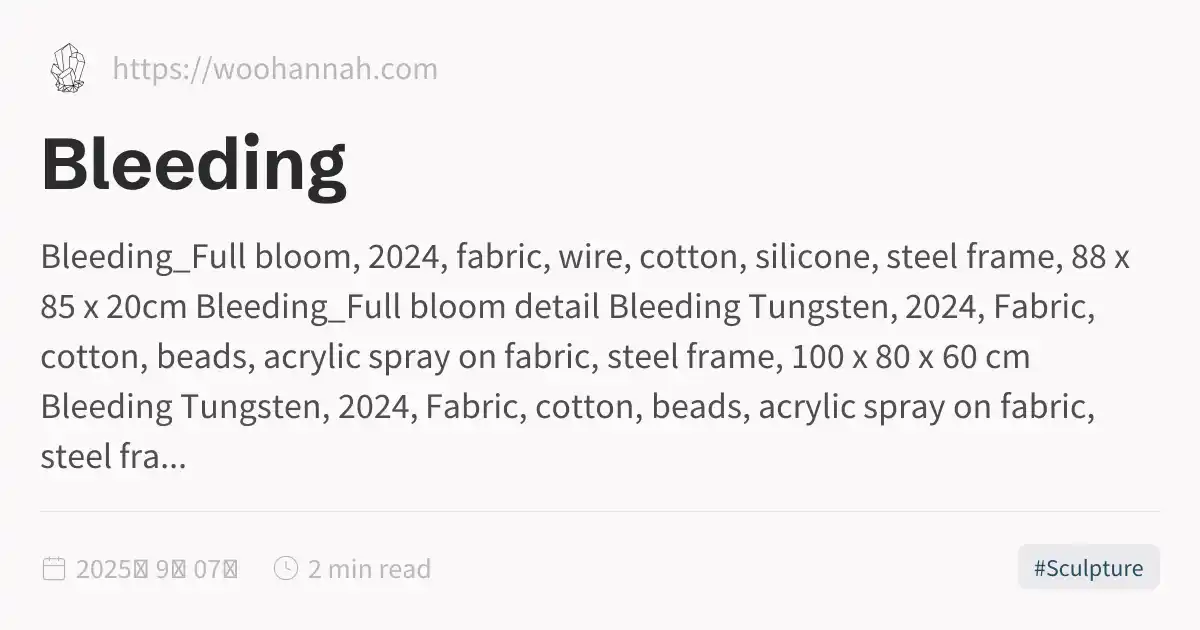 https://woohannah.com
Bleeding
Bleeding_Full bloom, 2024, fabric, wire, cotton, silicone, steel frame, 88 x
85 x 20cm Bleeding_Full bloom detail Bleeding Tungsten, 2024, Fabric,
cotton, beads, acrylic spray on fabric, steel frame, 100 x 80 x 60 cm
Bleeding Tungsten, 2024, Fabric, cotton, beads, acrylic spray on fabric,
steel fra...
2025 9 07
2 min read
#Sculpture